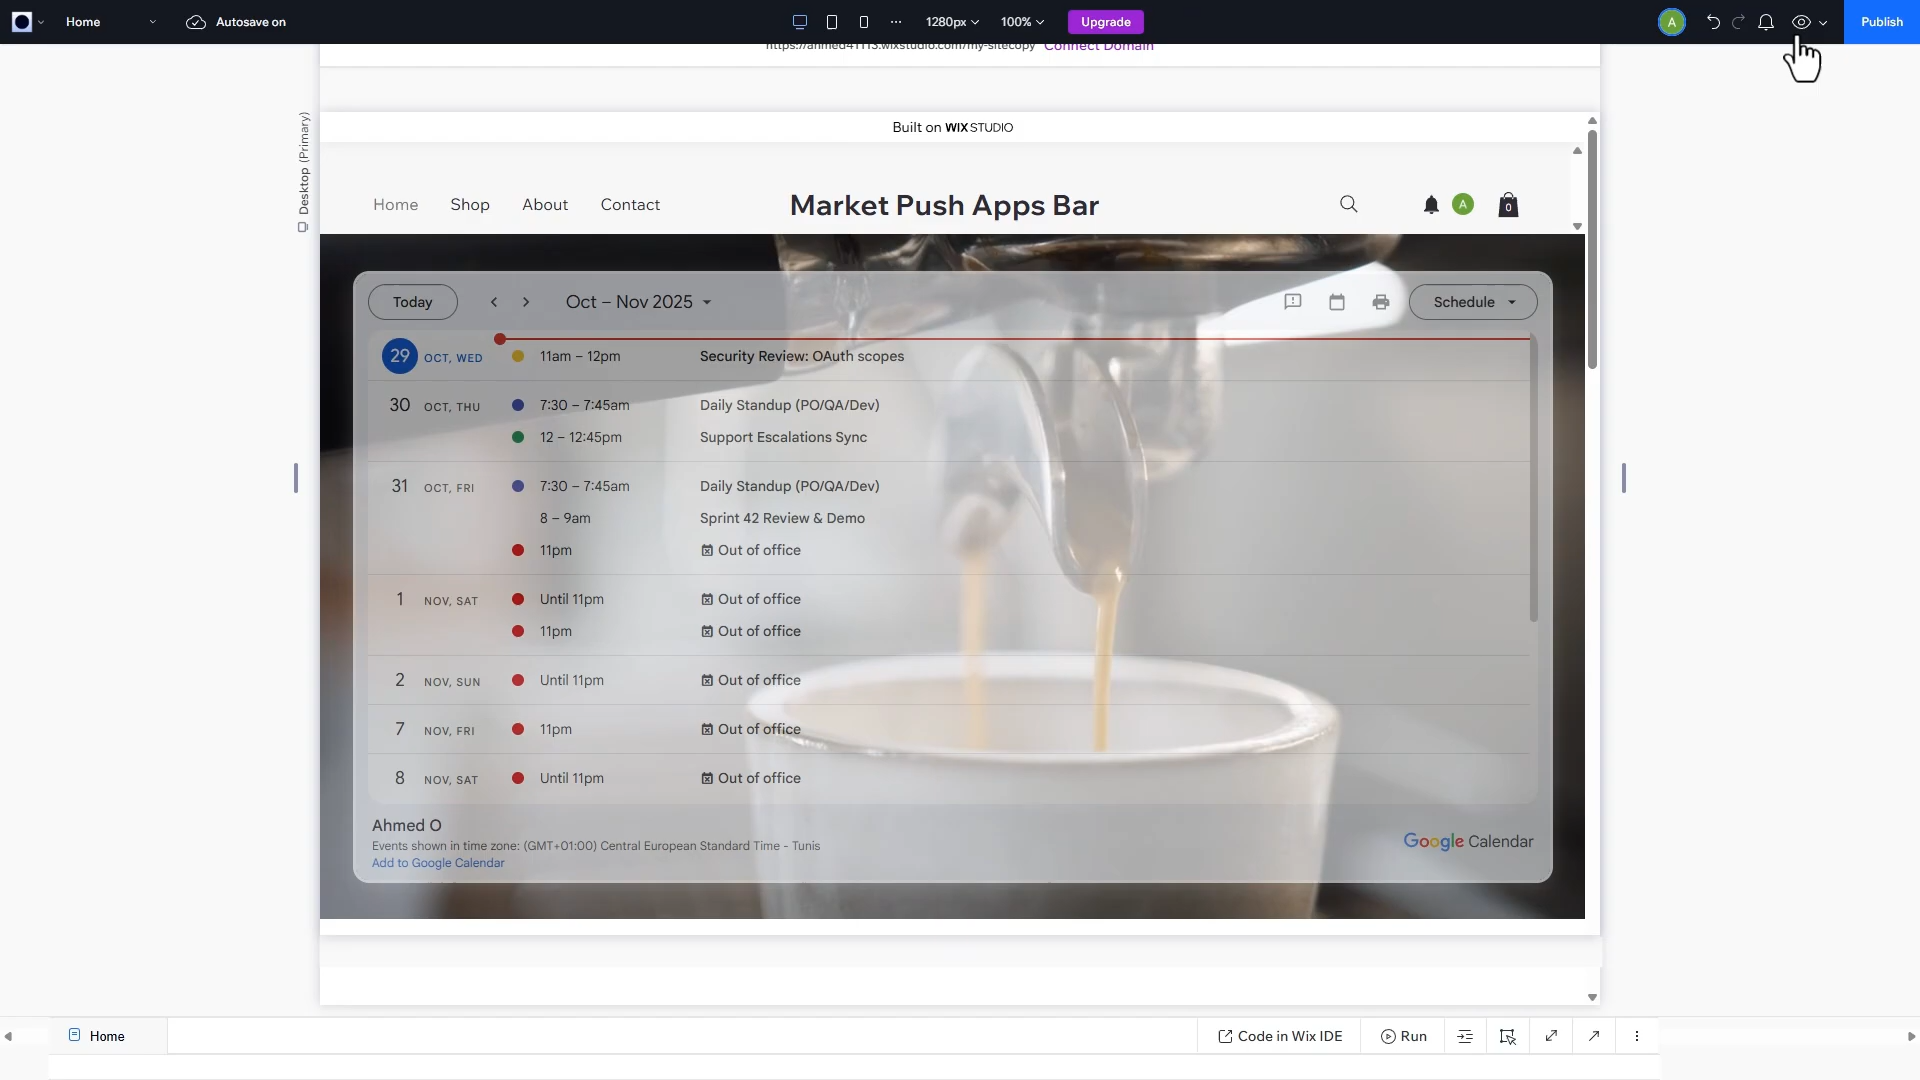 Home
Autosave on
1280px
100%
Upgrade
A
Publish
https://ahmed41113.wixstudio.com/my-sitecopy Connect Domain
Desktop (Primary)
Built on WIX STUDIO
Home
Shop
About
Contact
Market Push Apps Bar
A
0
Today
Oct – Nov 2025
Schedule
29 OCT, WED 11am – 12pm Security Review: OAuth scopes
30 OCT, THU 7:30 – 7:45am Daily Standup (PO/QA/Dev)
12 – 12:45pm Support Escalations Sync
31 OCT, FRI 7:30 – 7:45am Daily Standup (PO/QA/Dev)
8 – 9am Sprint 42 Review & Demo
11pm Out of office
1 NOV, SAT Until 11pm Out of office
11pm Out of office
2 NOV, SUN Until 11pm Out of office
7 NOV, FRI 11pm Out of office
8 NOV, SAT Until 11pm Out of office
Ahmed O
Events shown in time zone: (GMT+01:00) Central European Standard Time - Tunis
Add to Google Calendar
Google Calendar
Home
Code in Wix IDE
Run